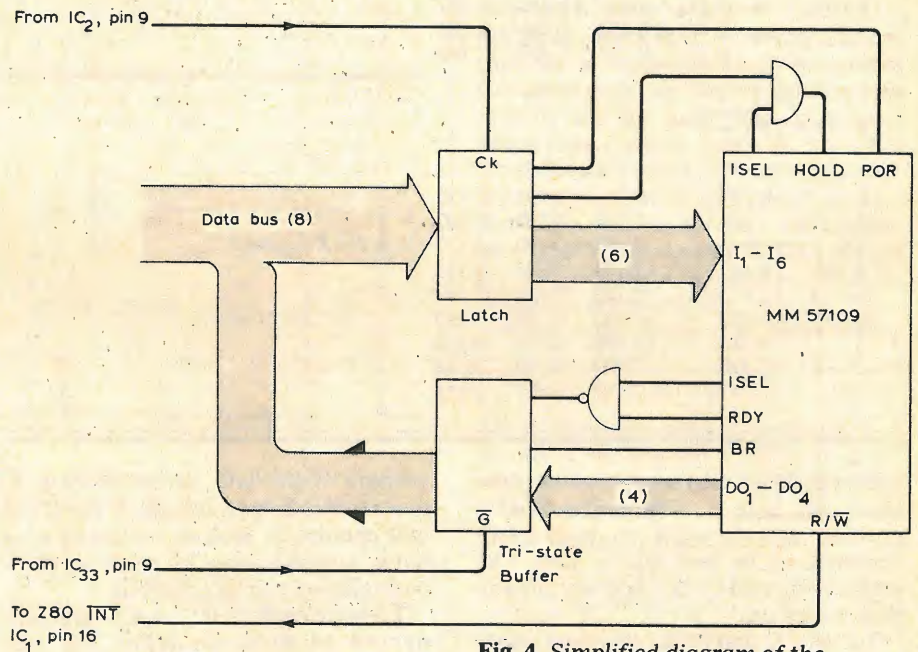 From IC₂, pin 9
Ck
ISEL HOLD POR
Data bus (8)
(6)
I₁ – I₆
Latch
MM 57109
ISEL
RDY
BR
(4)
DO₁ – DO₄
G̅
R/W̅
Tri-state
Buffer
From IC₃₃, pin 9
To Z80 I̅N̅T̅
IC₁, pin 16
Fig. 4. Simplified diagram of the